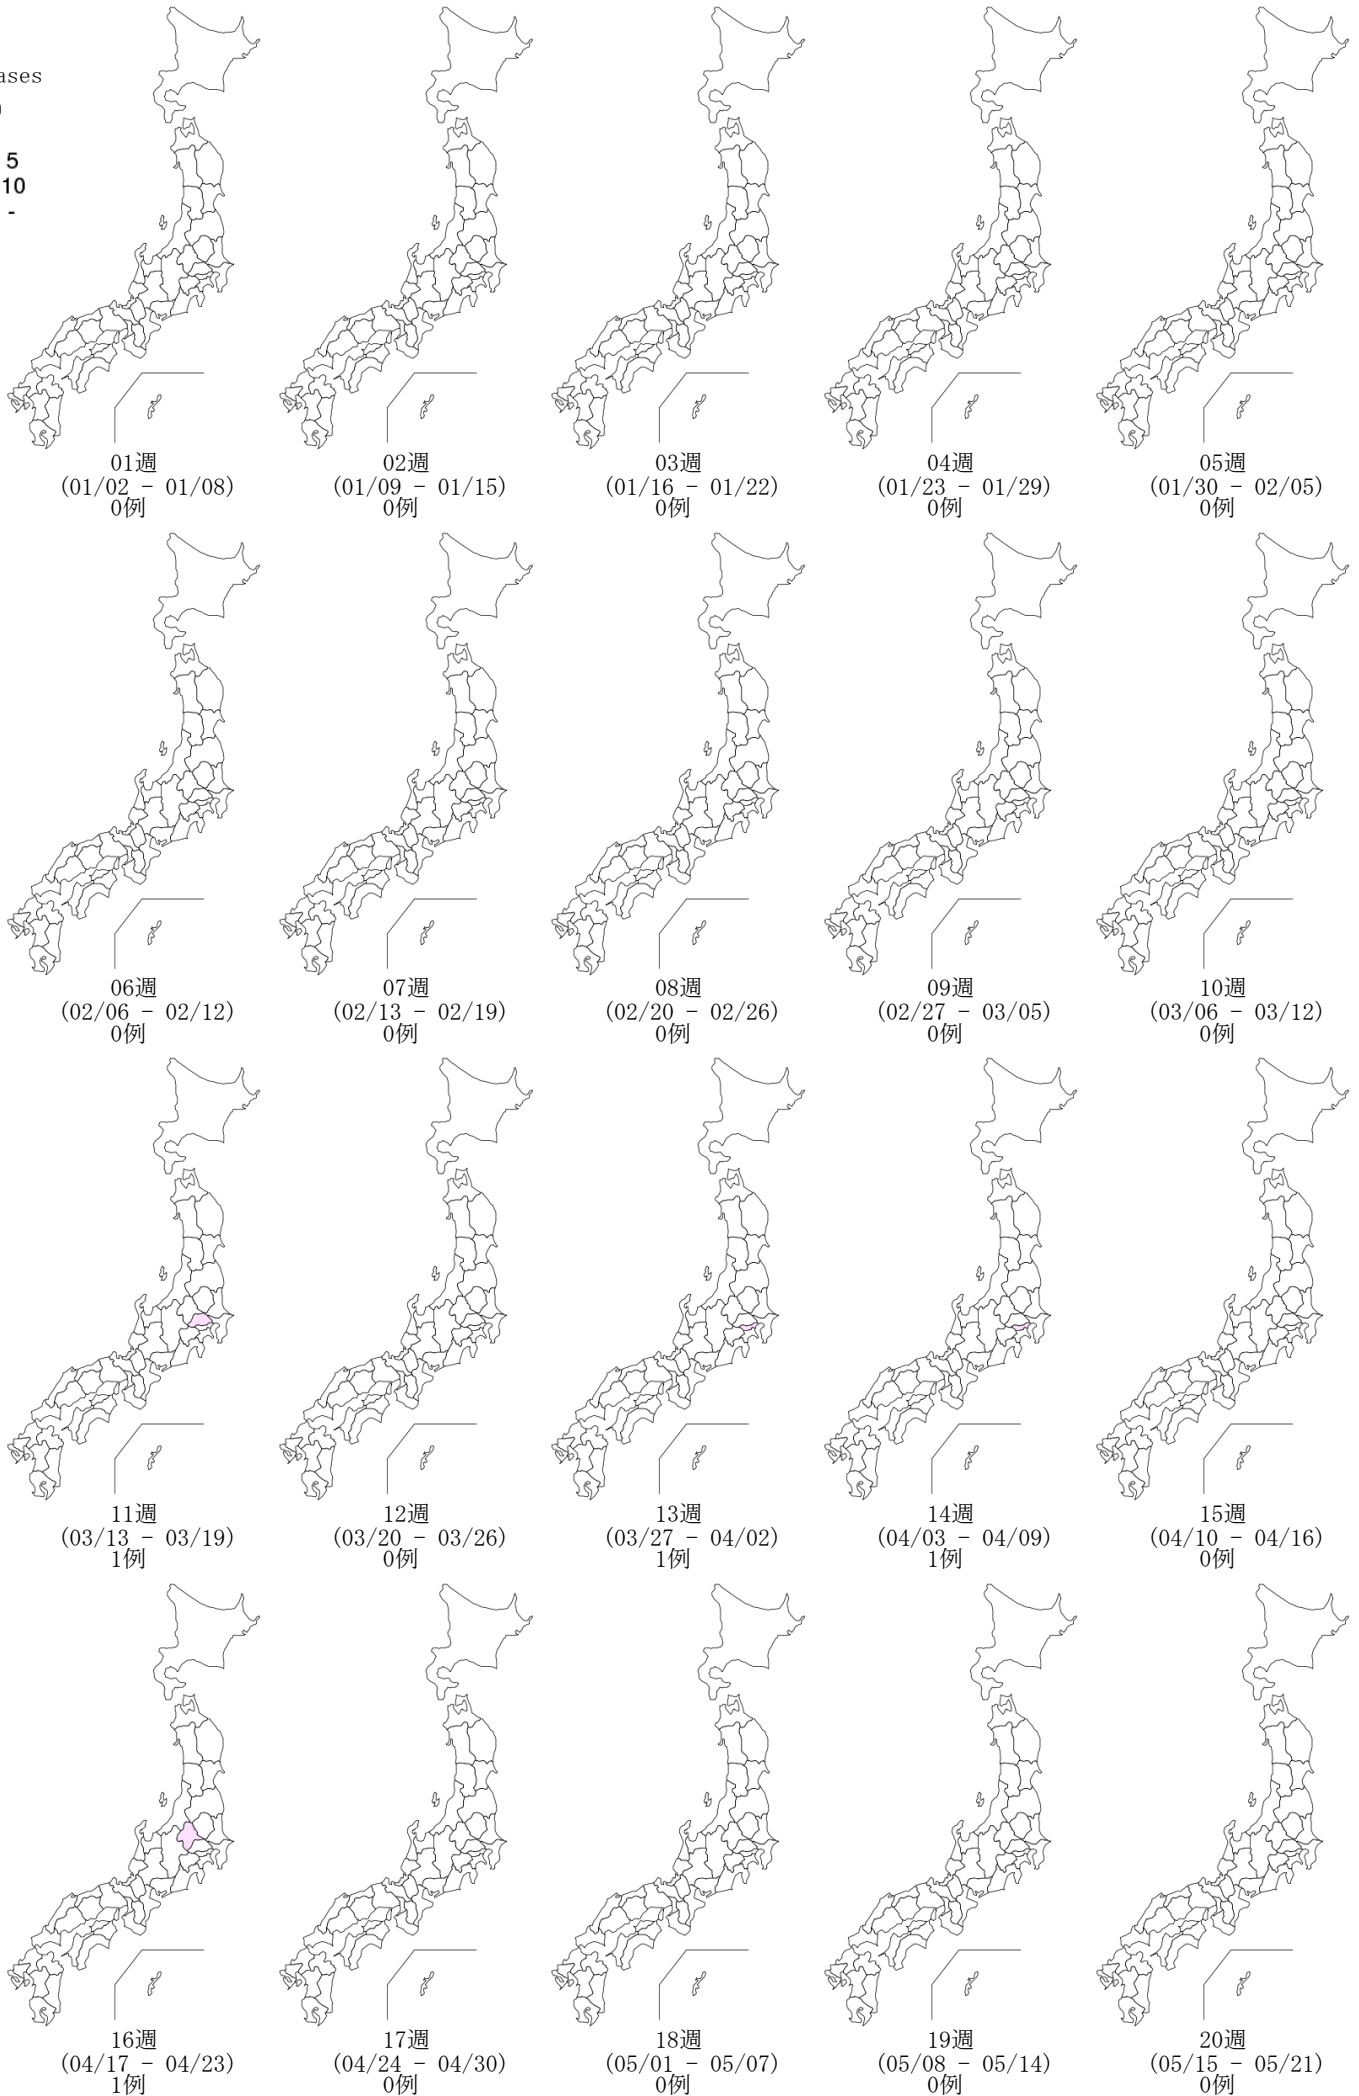 ases
5
10
-
01週
(01/02 - 01/08)
0例
02週
(01/09 - 01/15)
0例
03週
(01/16 - 01/22)
0例
04週
(01/23 - 01/29)
0例
05週
(01/30 - 02/05)
0例
06週
(02/06 - 02/12)
0例
07週
(02/13 - 02/19)
0例
08週
(02/20 - 02/26)
0例
09週
(02/27 - 03/05)
0例
10週
(03/06 - 03/12)
0例
11週
(03/13 - 03/19)
1例
12週
(03/20 - 03/26)
0例
13週
(03/27 - 04/02)
1例
14週
(04/03 - 04/09)
1例
15週
(04/10 - 04/16)
0例
16週
(04/17 - 04/23)
1例
17週
(04/24 - 04/30)
0例
18週
(05/01 - 05/07)
0例
19週
(05/08 - 05/14)
0例
20週
(05/15 - 05/21)
0例